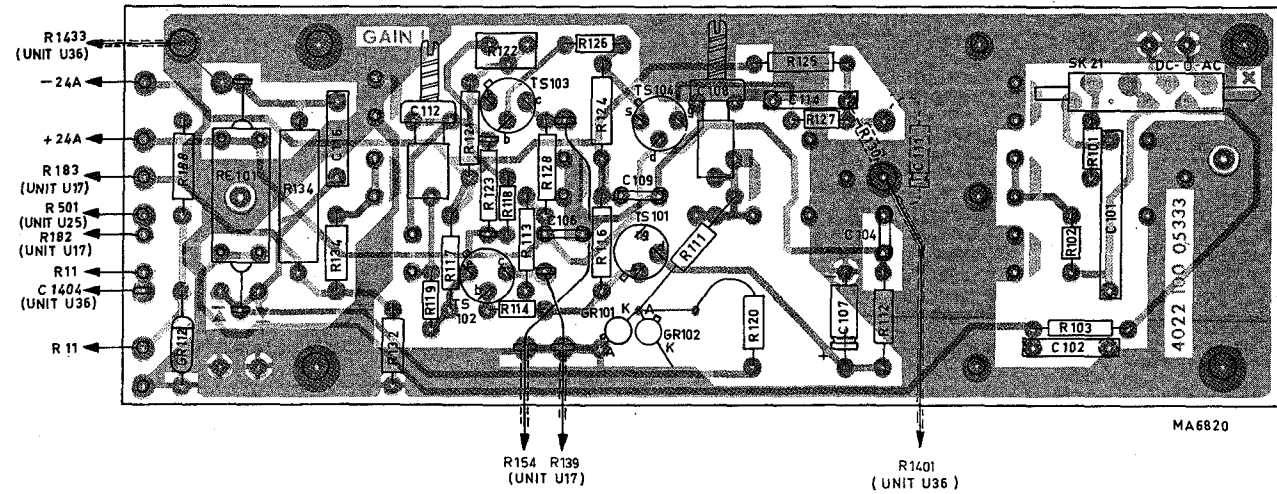 R1433
(UNIT U36)
-24A
+24A
R183
(UNIT U17)
R501
(UNIT U25)
R182
(UNIT U17)
R11
C1404
(UNIT U36)
R11
GAIN
R122
R126
TS103
C112
c
b
R124
TS104
C108
s
g
d
R125
C114
R127
C111
SK21
DC-0-AC
X
R188
RE101
R134
C116
R123
R118
R128
C109
R101
C101
R102
R117
R113
C106
R116
TS101
g
R111
C104
R119
TS
102
b
R114
GR101
K
A
GR102
K
A
R120
C107
+
R112
GR112
R132
R103
C102
4022 100 05333
R154
R139
(UNIT U17)
R1401
(UNIT U36)
MA6820